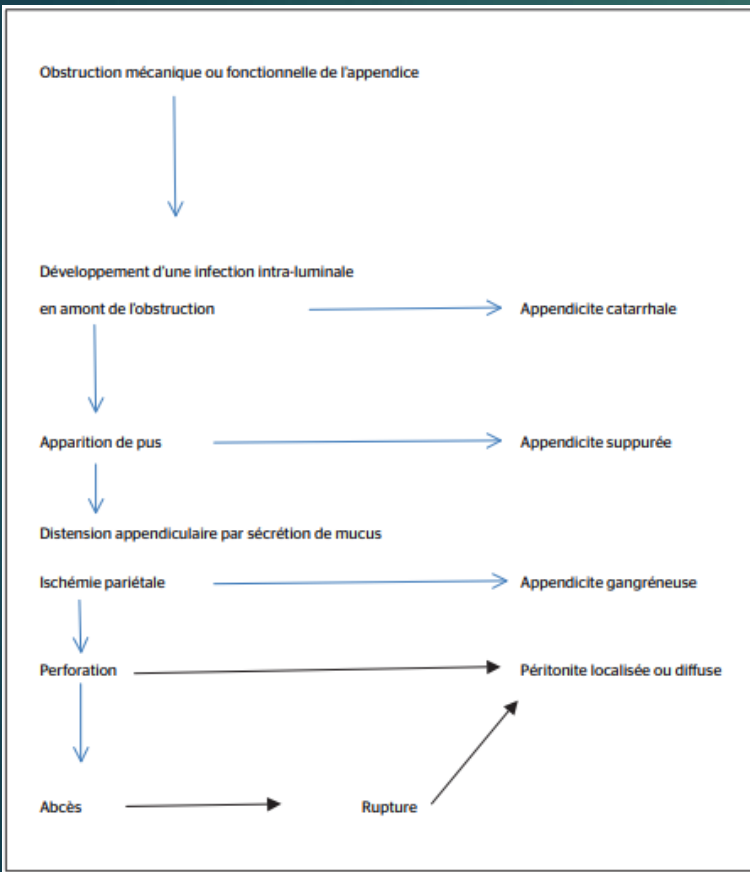 Obstruction mécanique ou fonctionnelle de l'appendice
Développement d'une infection intra-luminale
en amont de l'obstruction Appendicite catarrhale
Apparition de pus Appendicite suppurée
Distension appendiculaire par sécrétion de mucus
Ischémie pariétale Appendicite gangréneuse
Perforation Péritonite localisée ou diffuse
Abcès Rupture